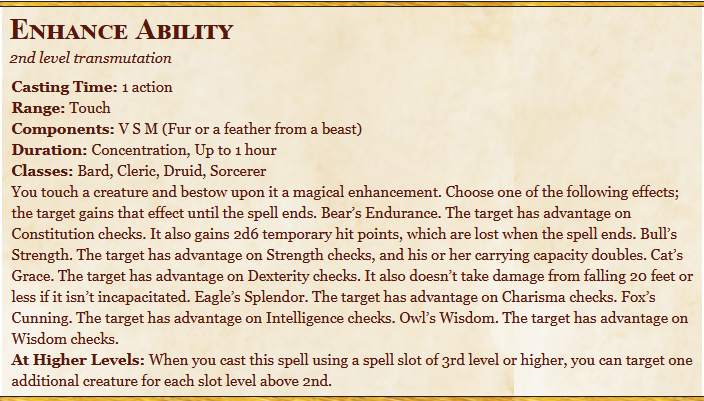 Enhance Ability
2nd level transmutation
Casting Time: 1 action
Range: Touch
Components: V S M (Fur or a feather from a beast)
Duration: Concentration, Up to 1 hour
Classes: Bard, Cleric, Druid, Sorcerer
You touch a creature and bestow upon it a magical enhancement. Choose one of the following effects;
the target gains that effect until the spell ends. Bear’s Endurance. The target has advantage on
Constitution checks. It also gains 2d6 temporary hit points, which are lost when the spell ends. Bull’s
Strength. The target has advantage on Strength checks, and his or her carrying capacity doubles. Cat’s
Grace. The target has advantage on Dexterity checks. It also doesn’t take damage from falling 20 feet or
less if it isn’t incapacitated. Eagle’s Splendor. The target has advantage on Charisma checks. Fox’s
Cunning. The target has advantage on Intelligence checks. Owl’s Wisdom. The target has advantage on
Wisdom checks.
At Higher Levels: When you cast this spell using a spell slot of 3rd level or higher, you can target one
additional creature for each slot level above 2nd.